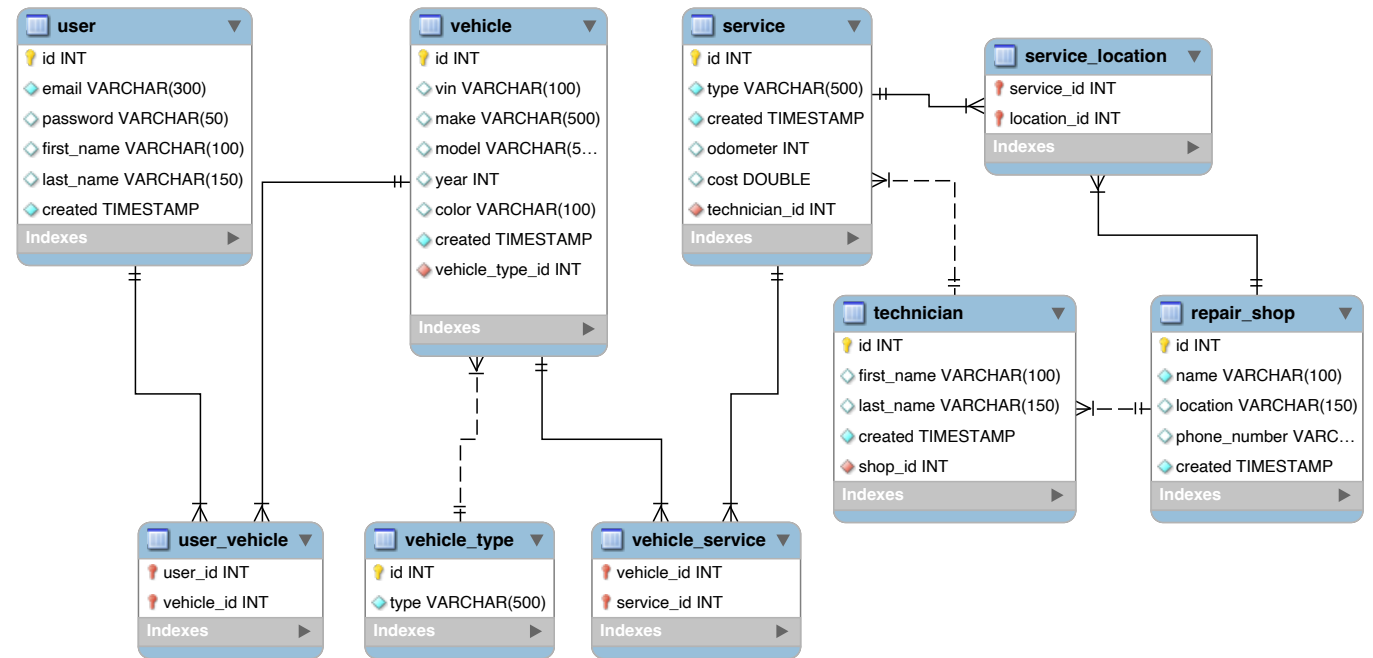 user
id INT
email VARCHAR(300)
password VARCHAR(50)
first_name VARCHAR(100)
last_name VARCHAR(150)
created TIMESTAMP
Indexes
vehicle
id INT
vin VARCHAR(100)
make VARCHAR(500)
model VARCHAR(5...
year INT
color VARCHAR(100)
created TIMESTAMP
vehicle_type_id INT
Indexes
service
id INT
type VARCHAR(500)
created TIMESTAMP
odometer INT
cost DOUBLE
technician_id INT
Indexes
service_location
service_id INT
location_id INT
Indexes
technician
id INT
first_name VARCHAR(100)
last_name VARCHAR(150)
created TIMESTAMP
shop_id INT
Indexes
repair_shop
id INT
name VARCHAR(100)
location VARCHAR(150)
phone_number VARC...
created TIMESTAMP
Indexes
user_vehicle
user_id INT
vehicle_id INT
Indexes
vehicle_type
id INT
type VARCHAR(500)
Indexes
vehicle_service
vehicle_id INT
service_id INT
Indexes